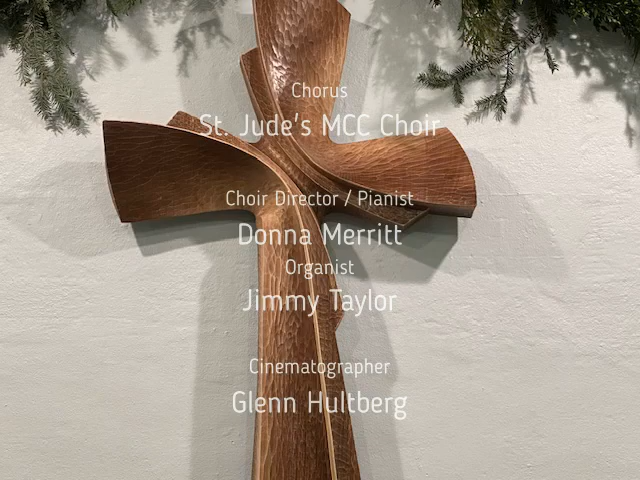 Chorus
St. Jude's MCC Choir
Choir Director / Pianist
Donna Merritt
Organist
Jimmy Taylor
Cinematographer
Glenn Hultberg